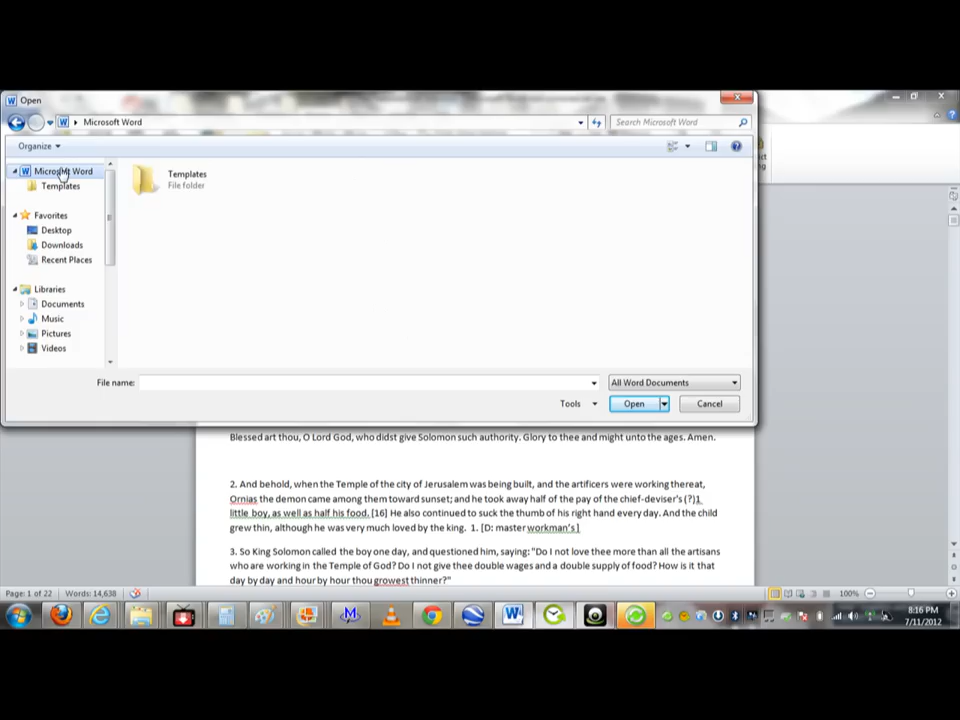 Open
Microsoft Word
Search Microsoft Word
Organize
Microsoft Word
Templates
Favorites
Desktop
Downloads
Recent Places
Libraries
Documents
Music
Pictures
Videos
Templates
File folder
File name:
All Word Documents
Tools
Open
Cancel
Blessed art thou, O Lord God, who didst give Solomon such authority. Glory to thee and might unto the ages. Amen.
2. And behold, when the Temple of the city of Jerusalem was being built, and the artificers were working thereat,
Ornias the demon came among them toward sunset; and he took away half of the pay of the chief-deviser's (?)1
little boy, as well as half his food. [16] He also continued to suck the thumb of his right hand every day. And the child
grew thin, although he was very much loved by the king. 1. [D: master workman's]
3. So King Solomon called the boy one day, and questioned him, saying: "Do I not love thee more than all the artisans
who are working in the Temple of God? Do I not give thee double wages and a double supply of food? How is it that
day by day and hour by hour thou growest thinner?"
Page: 1 of 22
Words: 14,638
100%
8:16 PM
7/11/2012